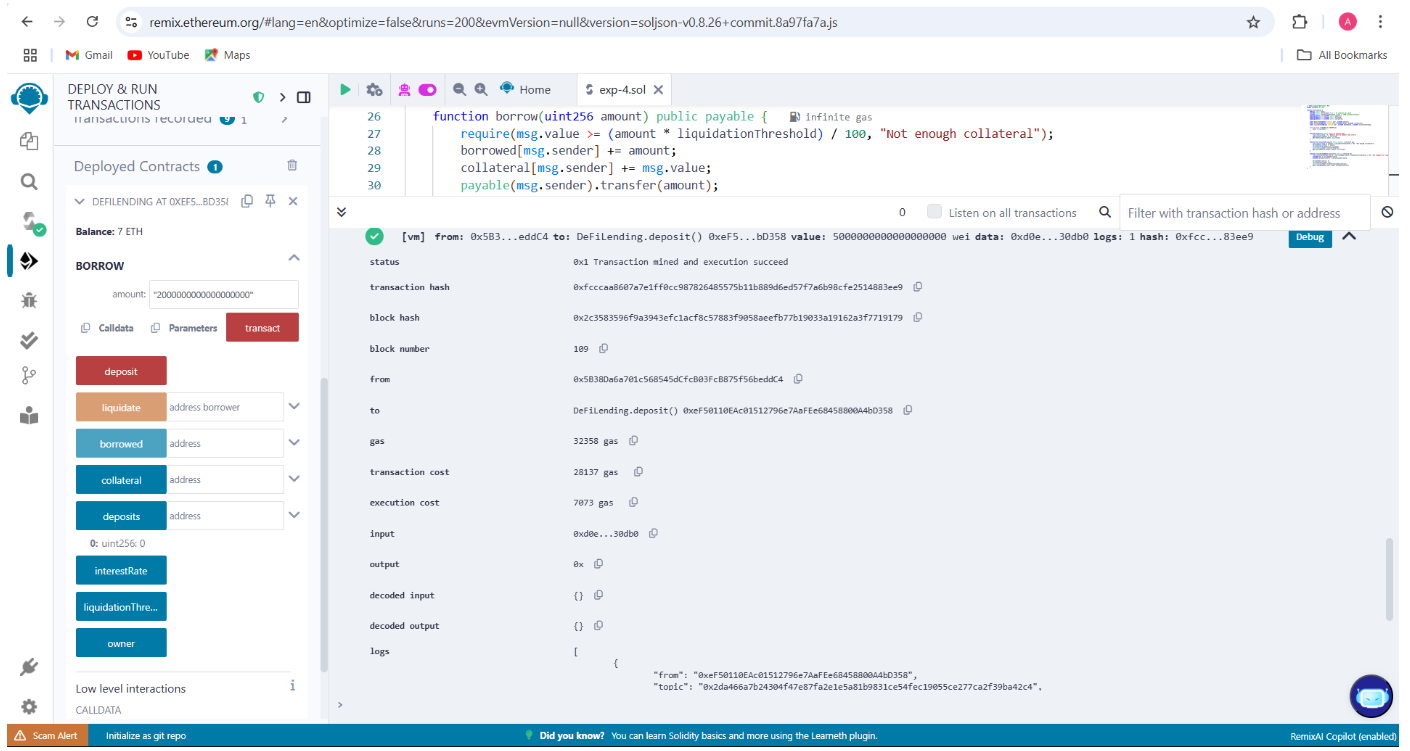 remix.ethereum.org/#lang=en&optimize=false&runs=200&evmVersion=null&version=soljson-v0.8.26+commit.8a97fa7a.js
A
Gmail YouTube Maps All Bookmarks
DEPLOY & RUN
TRANSACTIONS
Transactions recorded 9 i
Deployed Contracts 1
DEFILENDING AT 0XEF5...BD358
Balance: 7 ETH
BORROW
amount: "2000000000000000000"
Calldata Parameters transact
deposit
liquidate address borrower
borrowed address
collateral address
deposits address
0: uint256: 0
interestRate
liquidationThre...
owner
Low level interactions i
CALLDATA
Home exp-4.sol
26 function borrow(uint256 amount) public payable { infinite gas
27 require(msg.value >= (amount * liquidationThreshold) / 100, "Not enough collateral");
28 borrowed[msg.sender] += amount;
29 collateral[msg.sender] += msg.value;
30 payable(msg.sender).transfer(amount);
0 Listen on all transactions Filter with transaction hash or address
[vm] from: 0x5B3...eddC4 to: DeFiLending.deposit() 0xeF5...bD358 value: 5000000000000000000 wei data: 0xd0e...30db0 logs: 1 hash: 0xfcc...83ee9 Debug
status 0x1 Transaction mined and execution succeed
transaction hash 0xfcccaa8607a7e1ff0cc987826485575b11b889d6ed57f7a6b98cfe2514883ee9
block hash 0x2c3583596f9a3943efc1acf8c57883f9058aeefb77b19033a19162a3f7719179
block number 109
from 0x5B38Da6a701c568545dCfcB03FcB875f56beddC4
to DeFiLending.deposit() 0xeF50110EAc01512796e7AaFEe68458800A4bD358
gas 32358 gas
transaction cost 28137 gas
execution cost 7073 gas
input 0xd0e...30db0
output 0x
decoded input {}
decoded output {}
logs [
{
"from": "0xeF50110EAc01512796e7AaFEe68458800A4bD358",
"topic": "0x2da466a7b24304f47e87fa2e1e5a81b9831ce54fec19055ce277ca2f39ba42c4",
>
Scam Alert Initialize as git repo Did you know? You can learn Solidity basics and more using the Learneth plugin. RemixAI Copilot (enabled)